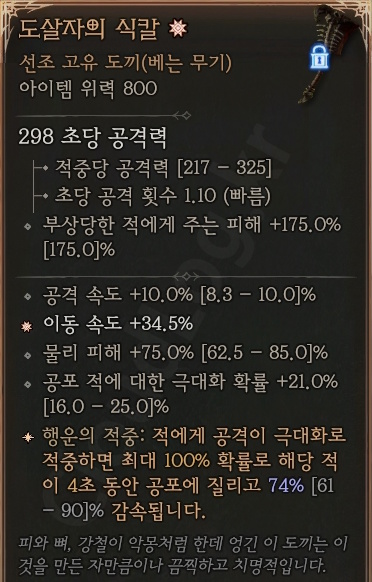 도살자의 식칼
선조 고유 도끼(베는 무기)
아이템 위력 800
298 초당 공격력
적중당 공격력 [217 - 325]
초당 공격 횟수 1.10 (빠름)
부상당한 적에게 주는 피해 +175.0%
[175.0]%
공격 속도 +10.0% [8.3 - 10.0]%
이동 속도 +34.5%
물리 피해 +75.0% [62.5 - 85.0]%
공포 적에 대한 극대화 확률 +21.0%
[16.0 - 25.0]%
행운의 적중: 적에게 공격이 극대화로
적중하면 최대 100% 확률로 해당 적
이 4초 동안 공포에 질리고 74% [61
- 90]% 감속됩니다.
피와 뼈, 강철이 악몽처럼 한데 엉긴 이 도끼는 이
것을 만든 자만큼이나 끔찍하고 치명적입니다.